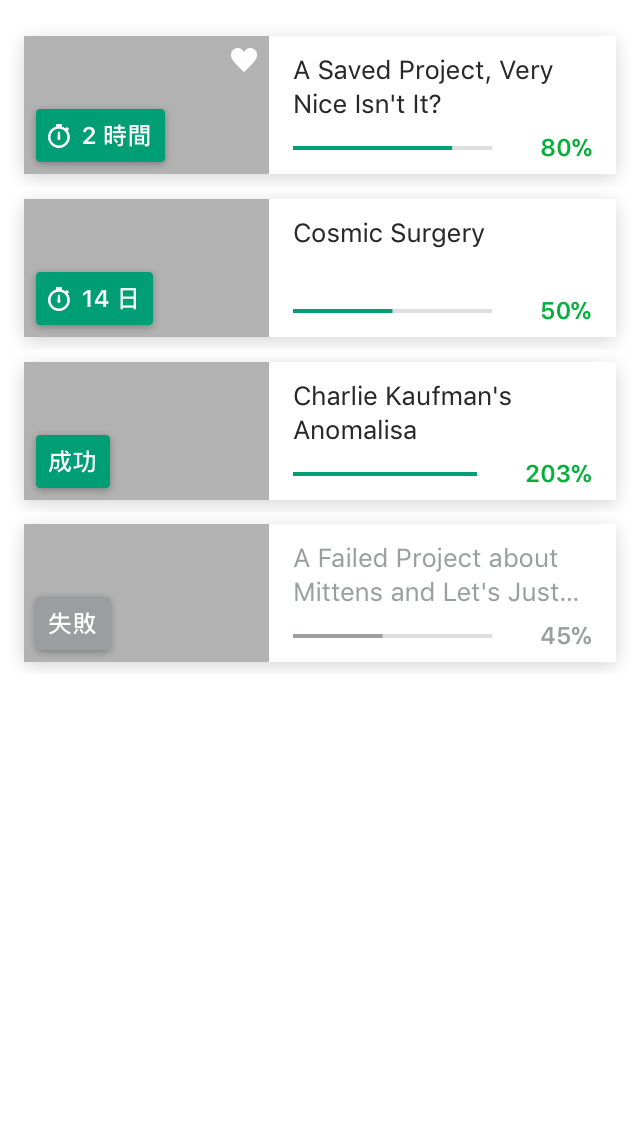 A Saved Project, Very
Nice Isn't It?
2 時間
80%
Cosmic Surgery
14 日
50%
Charlie Kaufman's
Anomalisa
成功
203%
A Failed Project about
Mittens and Let's Just...
失敗
45%